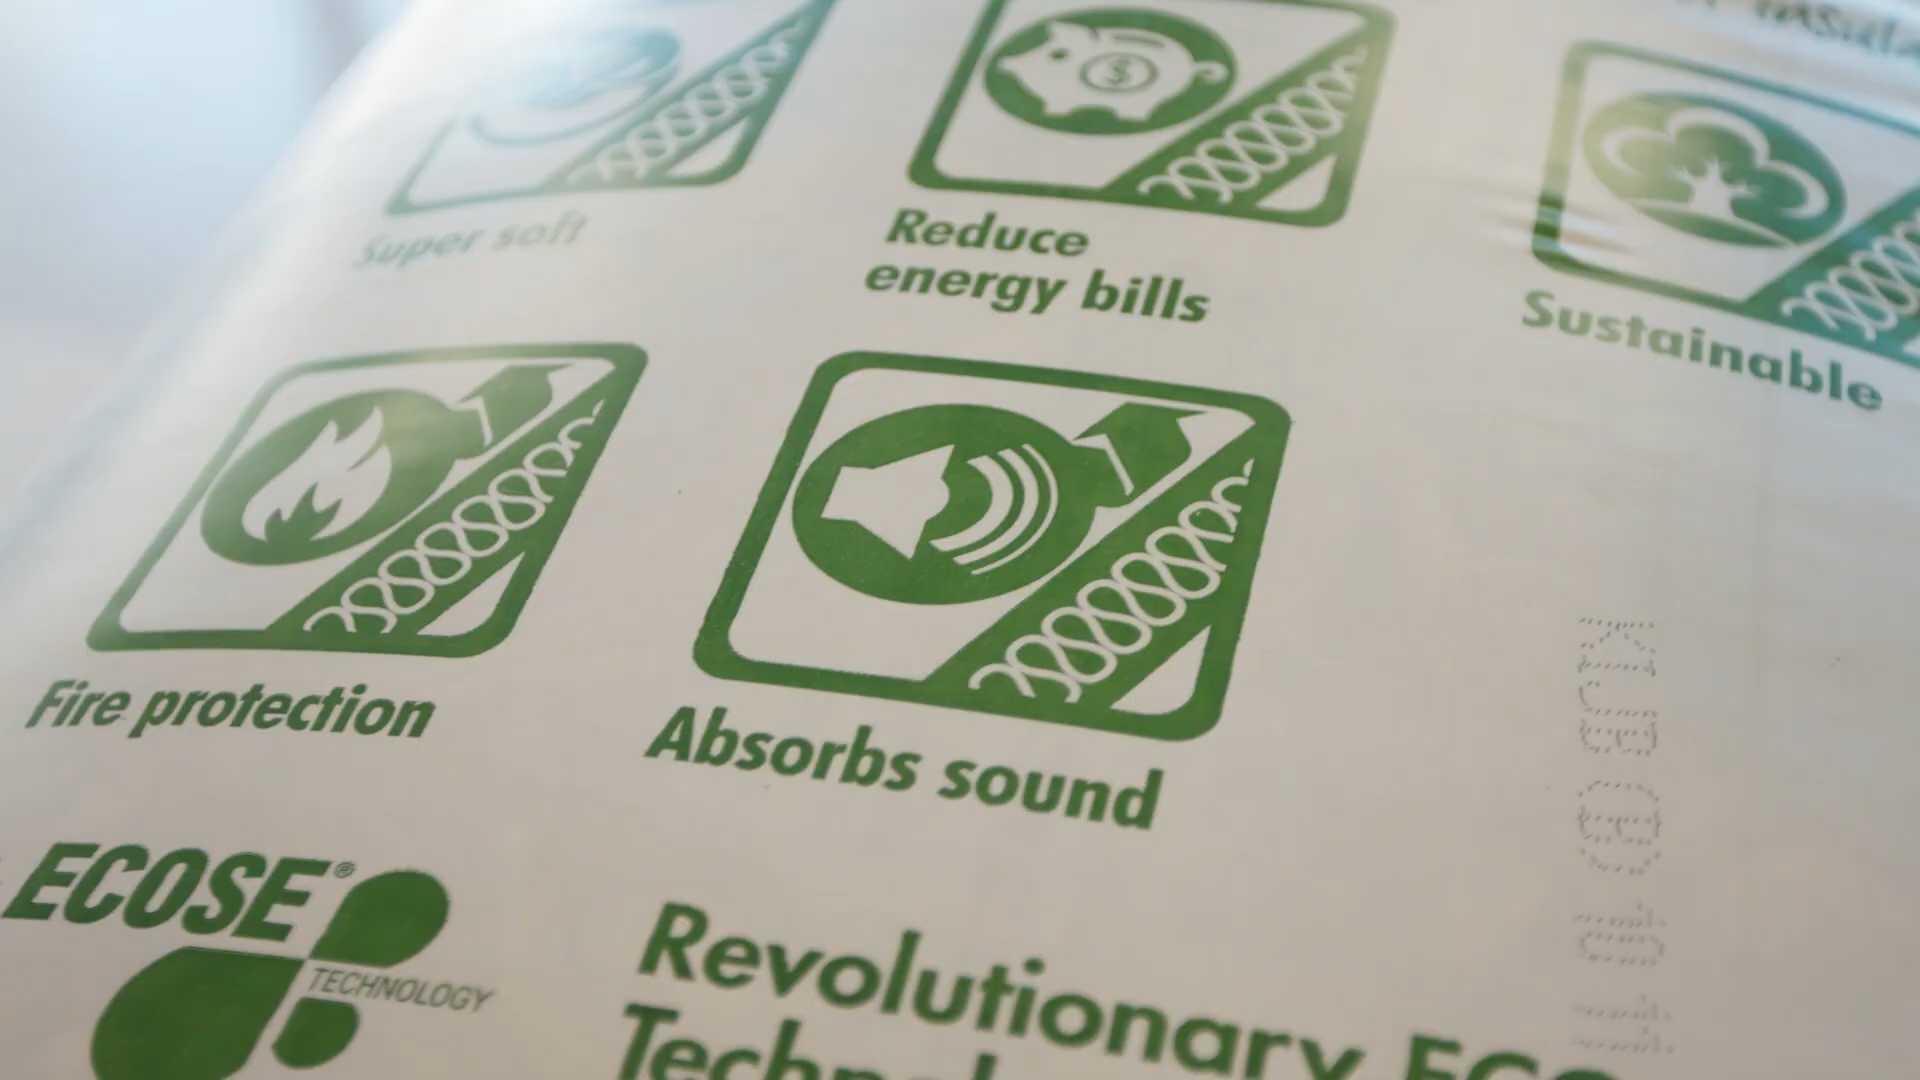 Super soft
Reduce
energy bills
Sustainable
Fire protection
Absorbs sound
ECOSE®
TECHNOLOGY
Revolutionary